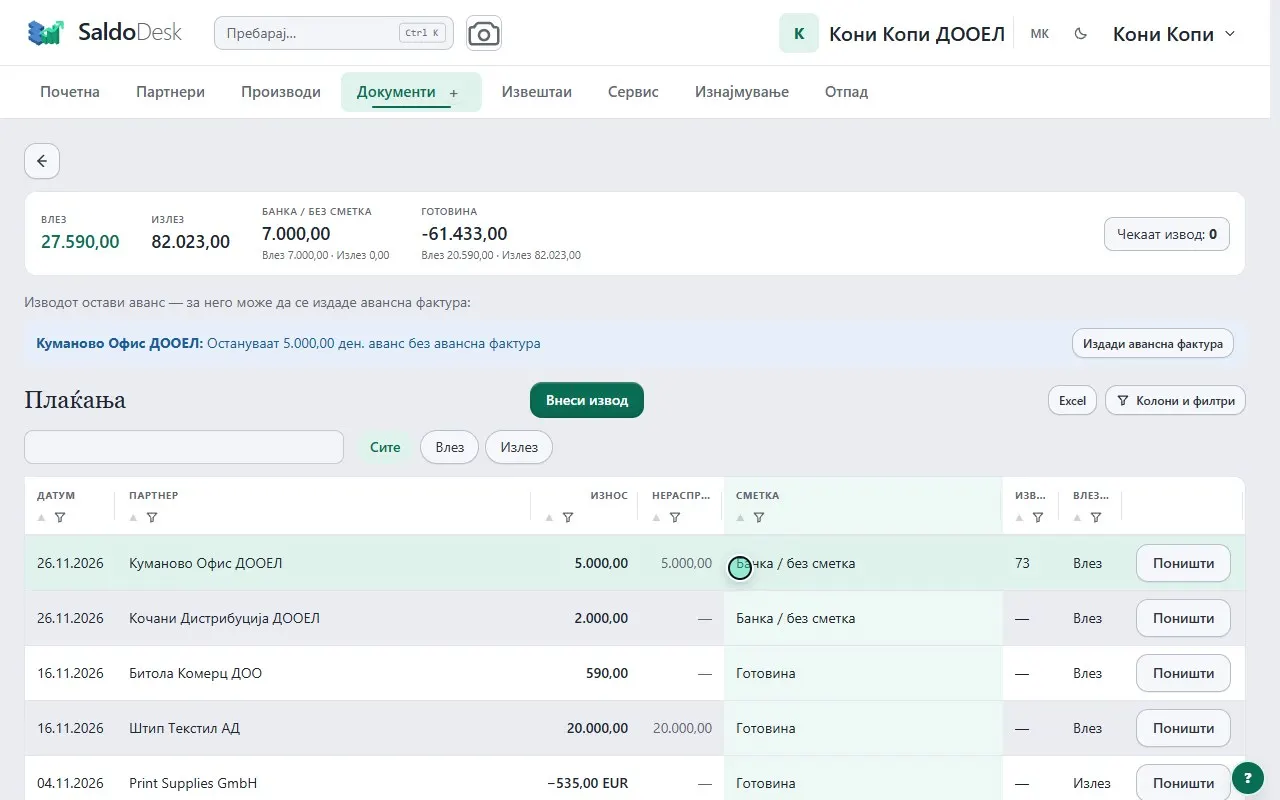 SaldoDesk
Пребарај...
Ctrl K
К
Кони Копи ДООЕЛ
МК
Кони Копи
Почетна
Партнери
Производи
Документи +
Извештаи
Сервис
Изнајмување
Отпад
ВЛЕЗ
27.590,00
ИЗЛЕЗ
82.023,00
БАНКА / БЕЗ СМЕТКА
7.000,00
Влез 7.000,00 · Излез 0,00
ГОТОВИНА
-61.433,00
Влез 20.590,00 · Излез 82.023,00
Чекаат извод: 0
Изводот остави аванс — за него може да се издаде авансна фактура:
Куманово Офис ДООЕЛ: Остануваат 5.000,00 ден. аванс без авансна фактура
Издади авансна фактура
Плаќања
Внеси извод
Excel
Колони и филтри
Сите
Влез
Излез
ДАТУМ ПАРТНЕР ИЗНОС НЕРАСПР... СМЕТКА ИЗВ... ВЛЕЗ...
26.11.2026 Куманово Офис ДООЕЛ 5.000,00 5.000,00 Банка / без сметка 73 Влез Поништи
26.11.2026 Кочани Дистрибуција ДООЕЛ 2.000,00 — Банка / без сметка — Влез Поништи
16.11.2026 Битола Комерц ДОО 590,00 — Готовина — Влез Поништи
16.11.2026 Штип Текстил АД 20.000,00 20.000,00 Готовина — Влез Поништи
04.11.2026 Print Supplies GmbH −535,00 EUR — Готовина — Излез Поништи
?